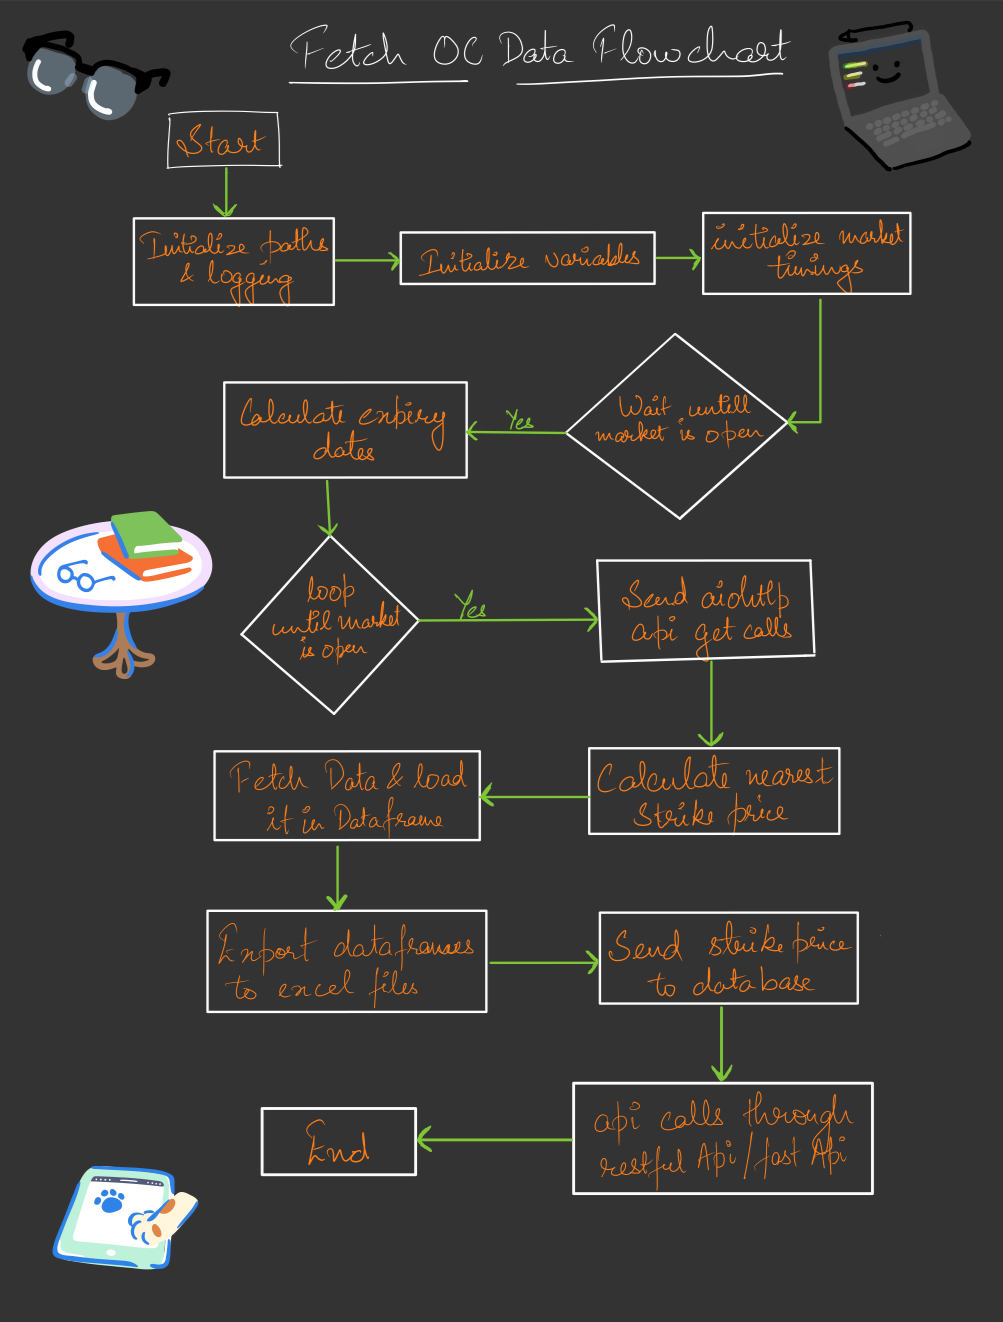 Fetch OC Data Flowchart
Start
Initialize paths
& logging
Initialize variables
initialize market
timings
Wait untill
market is open
Yes
Calculate expiry
dates
loop
until market
is open
Yes
Send aiohttp
api get calls
Calculate nearest
Strike price
Fetch Data & load
it in Dataframe
Export dataframes
to excel files
Send strike price
to database
api calls through
restful Api/fast Api
End